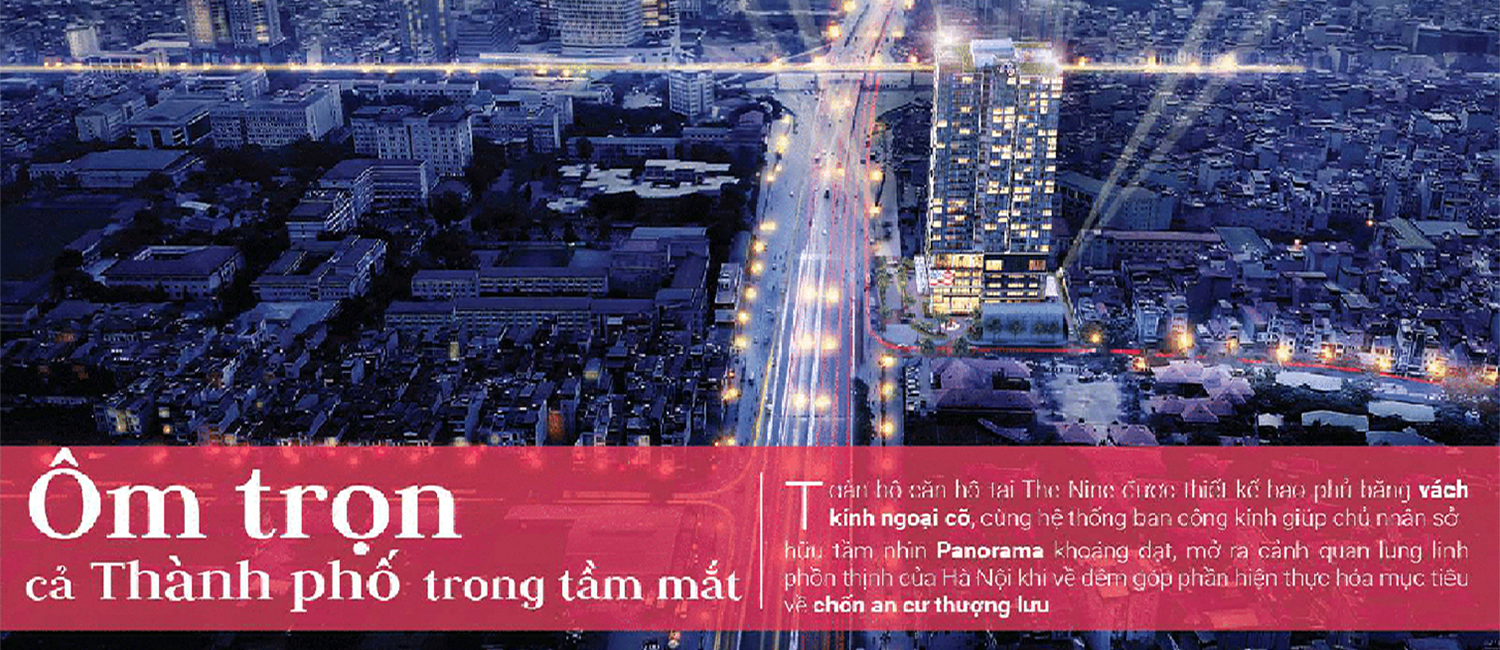 Ôm trọn
cả Thành phố trong tầm mắt
Toàn bộ căn hộ tại The Nine được thiết kế bao phủ bằng vách
kính ngoại cỡ, cùng hệ thống ban công kính giúp chủ nhân sở
hữu tầm nhìn Panorama khoáng đạt, mở ra cảnh quan lung linh
phồn thịnh của Hà Nội khi về đêm góp phần hiện thực hóa mục tiêu
về chốn an cư thượng lưu